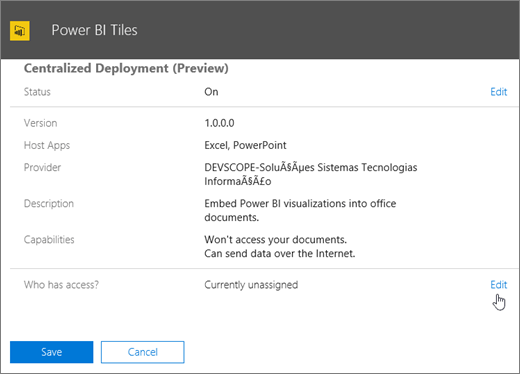 Power BI Tiles
Centralized Deployment (Preview)
Status On Edit
Version 1.0.0.0
Host Apps Excel, PowerPoint
Provider DEVSCOPE-SoluÃ§Ãµes Sistemas Tecnologias
InformaÃ§Ã£o
Description Embed Power BI visualizations into office
documents.
Capabilities Won't access your documents.
Can send data over the Internet.
Who has access? Currently unassigned Edit
Save Cancel